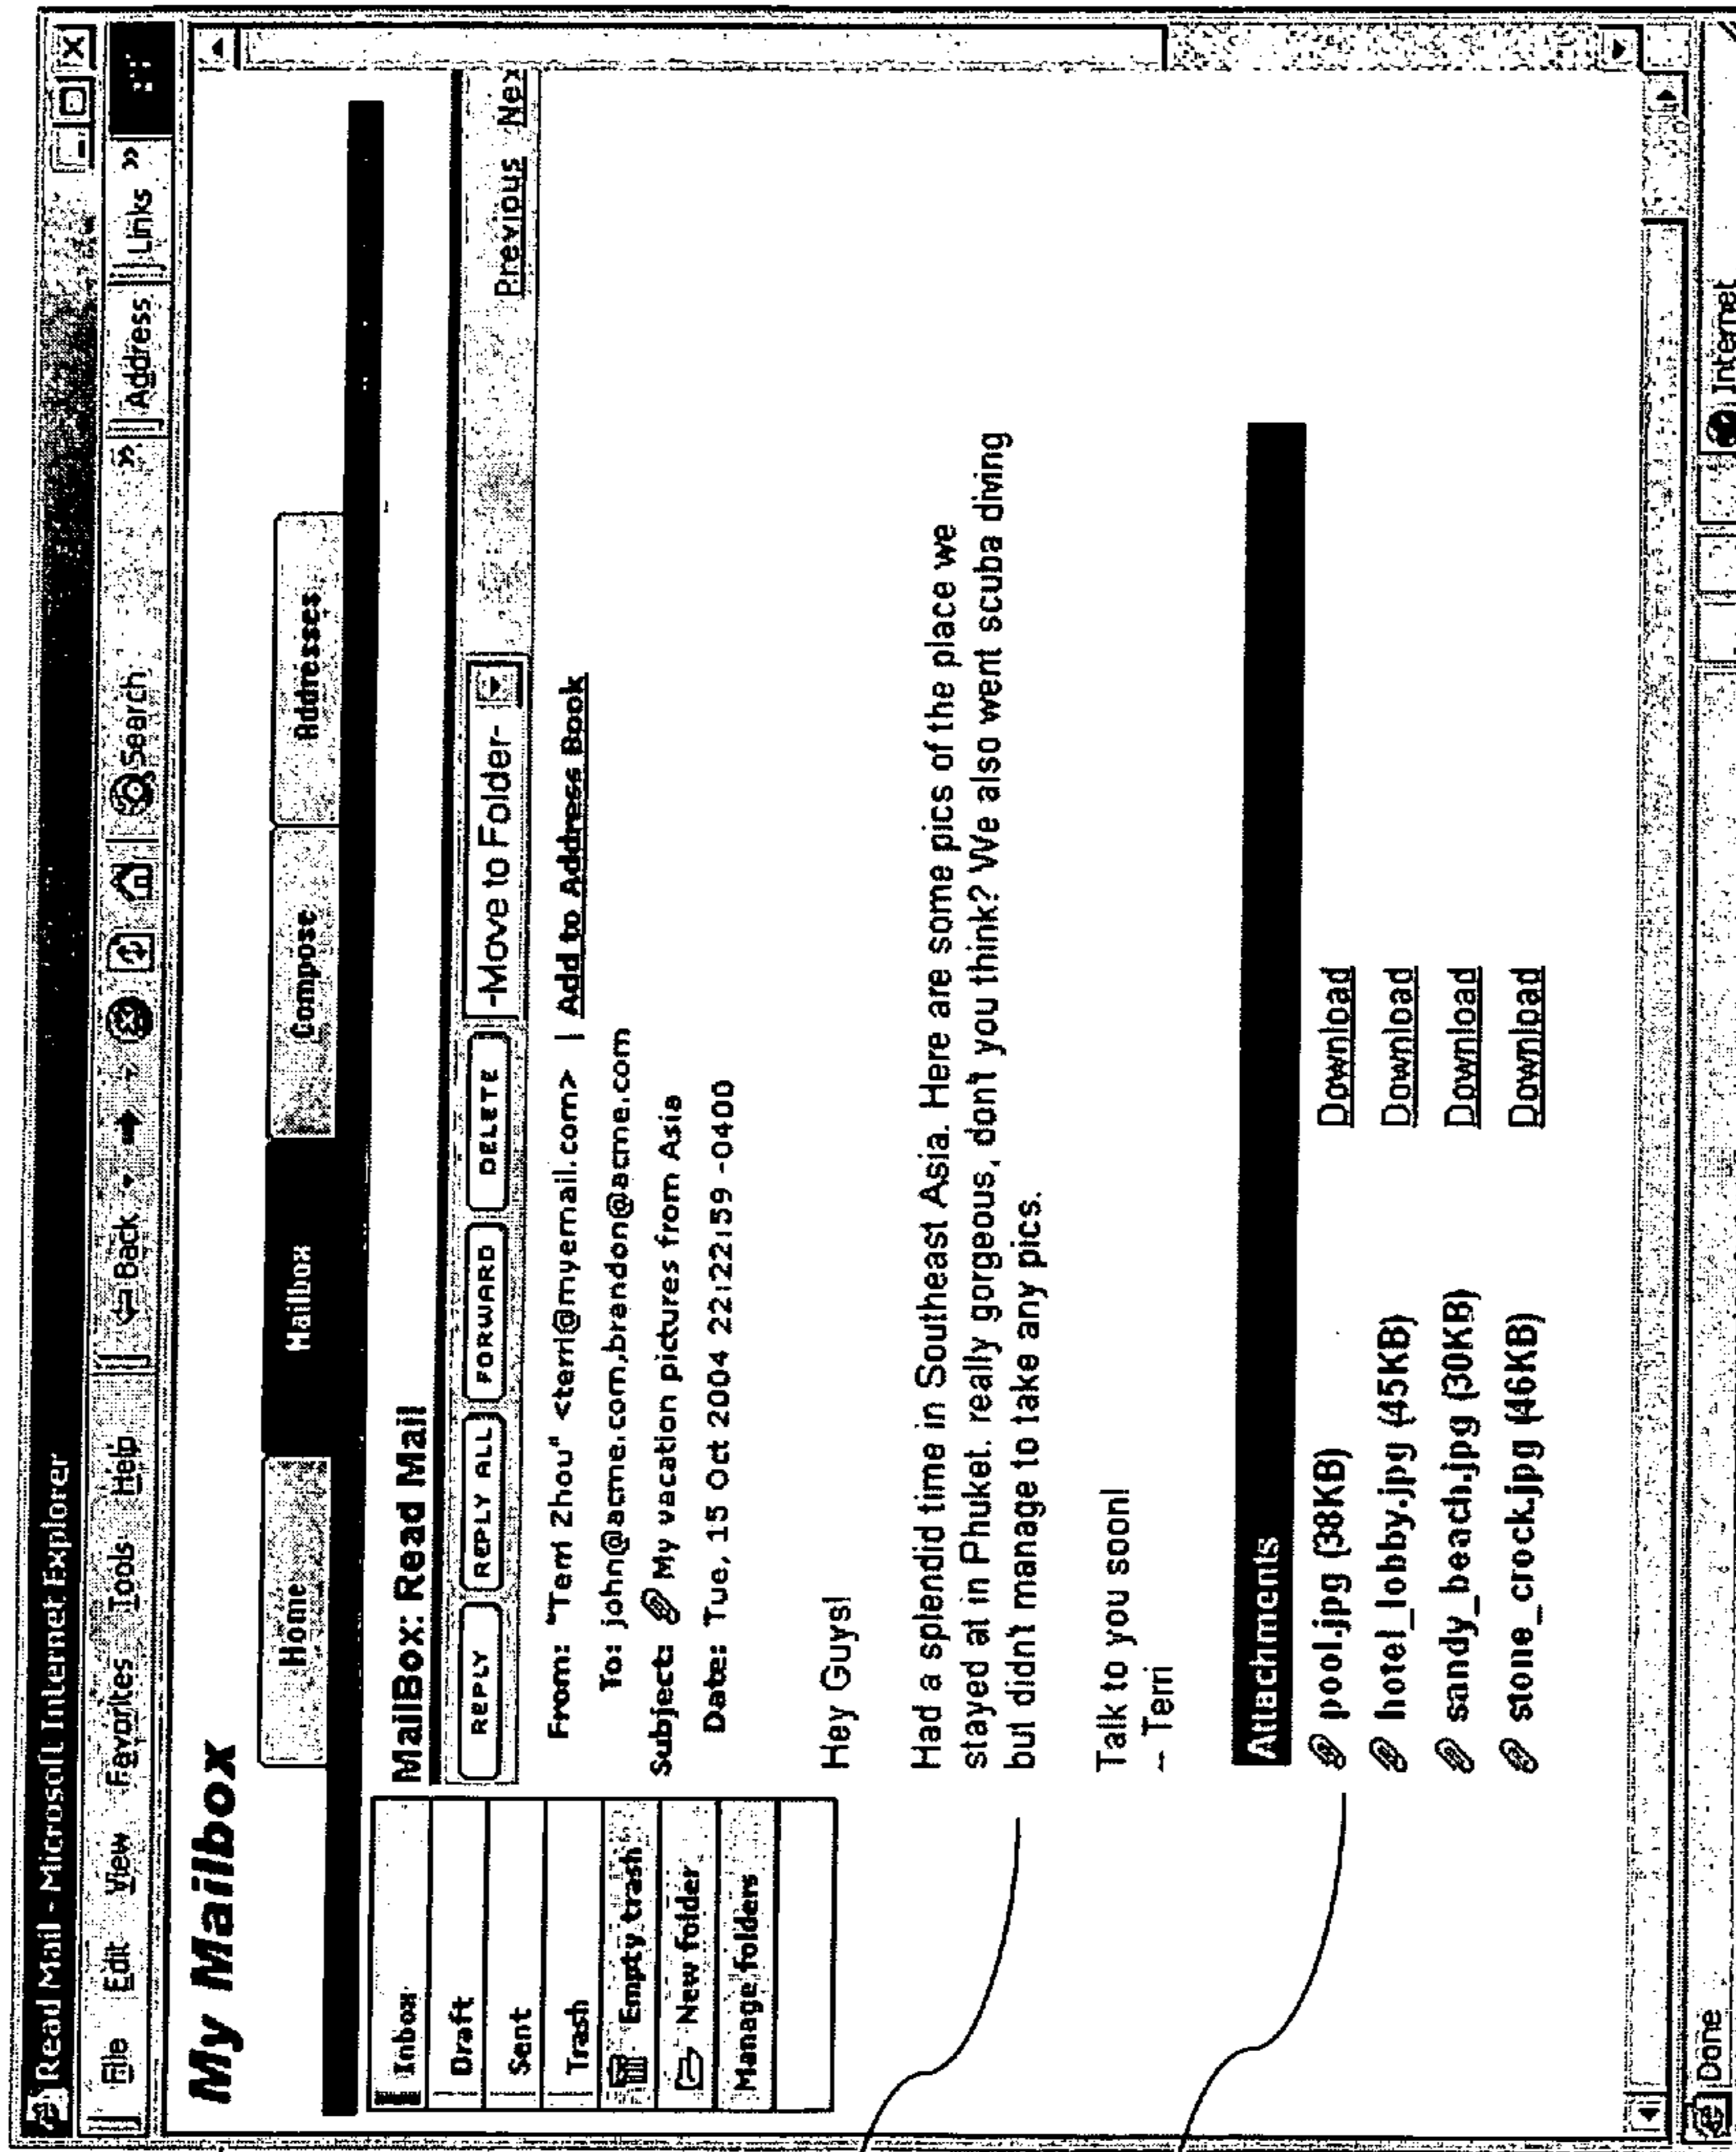 Read Mail - Microsoft Internet Explorer
File Edit View Favorites Tools Help Back Search » Address Links »
My Mailbox
Home Mailbox Compose Addresses
Inbox
Draft
Sent
Trash
Empty trash
New folder
Manage folders
MailBox: Read Mail
REPLY REPLY ALL FORWARD DELETE -Move to Folder- Previous Nex
From: "Terri Zhou" <terri@myemail.com> | Add to Address Book
To: john@acme.com,brandon@acme.com
Subject: My vacation pictures from Asia
Date: Tue, 15 Oct 2004 22:22:59 -0400
Hey Guys!
Had a splendid time in Southeast Asia. Here are some pics of the place we
stayed at in Phuket. really gorgeous, don't you think? We also went scuba diving
but didn't manage to take any pics.
Talk to you soon!
-- Terri
Attachments
pool.jpg (38KB) Download
hotel_lobby.jpg (45KB) Download
sandy_beach.jpg (30KB) Download
stone_crock.jpg (46KB) Download
Done Internet